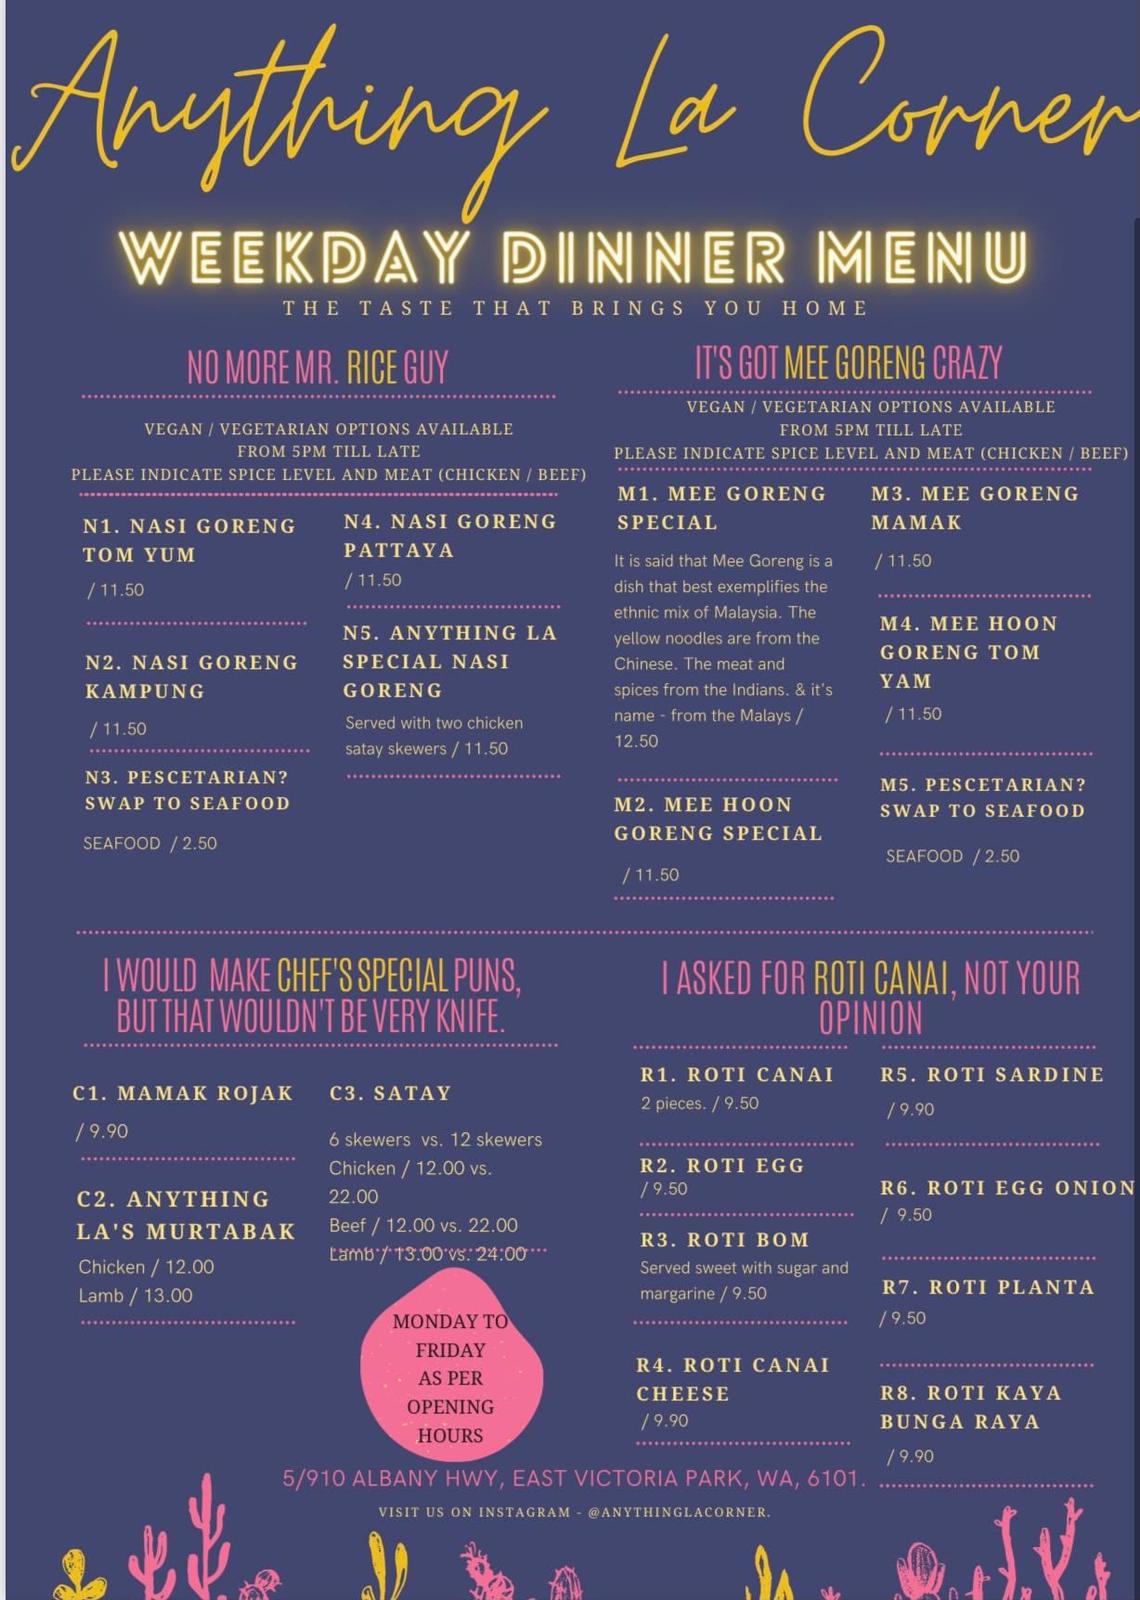 Anything La Corner
WEEKDAY DINNER MENU
THE TASTE THAT BRINGS YOU HOME
NO MORE MR. RICE GUY
VEGAN / VEGETARIAN OPTIONS AVAILABLE
FROM 5PM TILL LATE
PLEASE INDICATE SPICE LEVEL AND MEAT (CHICKEN / BEEF)
N1. NASI GORENG
TOM YUM
/ 11.50
N2. NASI GORENG
KAMPUNG
/ 11.50
N3. PESCETARIAN?
SWAP TO SEAFOOD
SEAFOOD / 2.50
N4. NASI GORENG
PATTAYA
/ 11.50
N5. ANYTHING LA
SPECIAL NASI
GORENG
Served with two chicken
satay skewers / 11.50
IT'S GOT MEE GORENG CRAZY
VEGAN / VEGETARIAN OPTIONS AVAILABLE
FROM 5PM TILL LATE
PLEASE INDICATE SPICE LEVEL AND MEAT (CHICKEN / BEEF)
M1. MEE GORENG
SPECIAL
It is said that Mee Goreng is a
dish that best exemplifies the
ethnic mix of Malaysia. The
yellow noodles are from the
Chinese. The meat and
spices from the Indians. & it's
name - from the Malays /
12.50
M2. MEE HOON
GORENG SPECIAL
/ 11.50
M3. MEE GORENG
MAMAK
/ 11.50
M4. MEE HOON
GORENG TOM
YAM
/ 11.50
M5. PESCETARIAN?
SWAP TO SEAFOOD
SEAFOOD / 2.50
I WOULD MAKE CHEF'S SPECIAL PUNS,
BUT THAT WOULDN'T BE VERY KNIFE.
C1. MAMAK ROJAK
/ 9.90
C2. ANYTHING
LA'S MURTABAK
Chicken / 12.00
Lamb / 13.00
C3. SATAY
6 skewers vs. 12 skewers
Chicken / 12.00 vs.
22.00
Beef / 12.00 vs. 22.00
Lamb / 13.00 vs. 24.00
MONDAY TO
FRIDAY
AS PER
OPENING
HOURS
I ASKED FOR ROTI CANAI, NOT YOUR
OPINION
R1. ROTI CANAI
2 pieces. / 9.50
R2. ROTI EGG
/ 9.50
R3. ROTI BOM
Served sweet with sugar and
margarine / 9.50
R4. ROTI CANAI
CHEESE
/ 9.90
R5. ROTI SARDINE
/ 9.90
R6. ROTI EGG ONION
/ 9.50
R7. ROTI PLANTA
/ 9.50
R8. ROTI KAYA
BUNGA RAYA
/ 9.90
5/910 ALBANY HWY, EAST VICTORIA PARK, WA, 6101.
VISIT US ON INSTAGRAM - @ANYTHINGLACORNER.